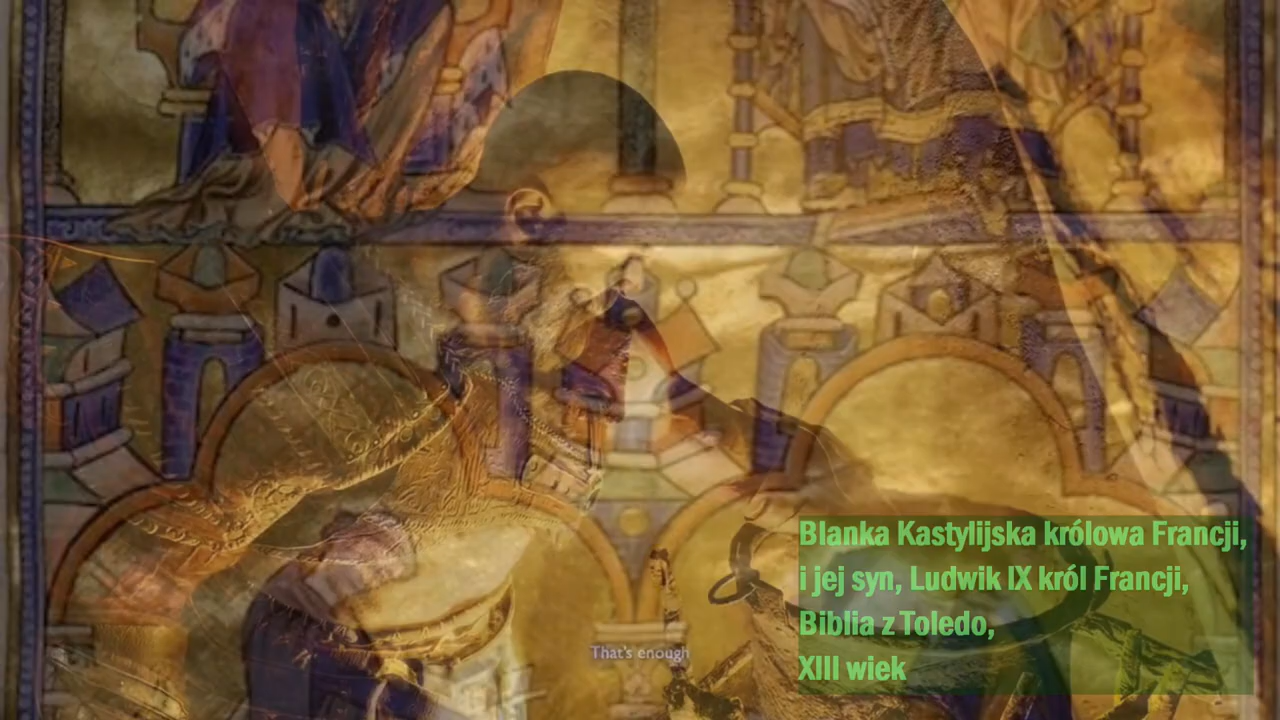 That's enough
Blanka Kastylijska królowa Francji,
i jej syn, Ludwik IX król Francji,
Biblia z Toledo,
XIII wiek